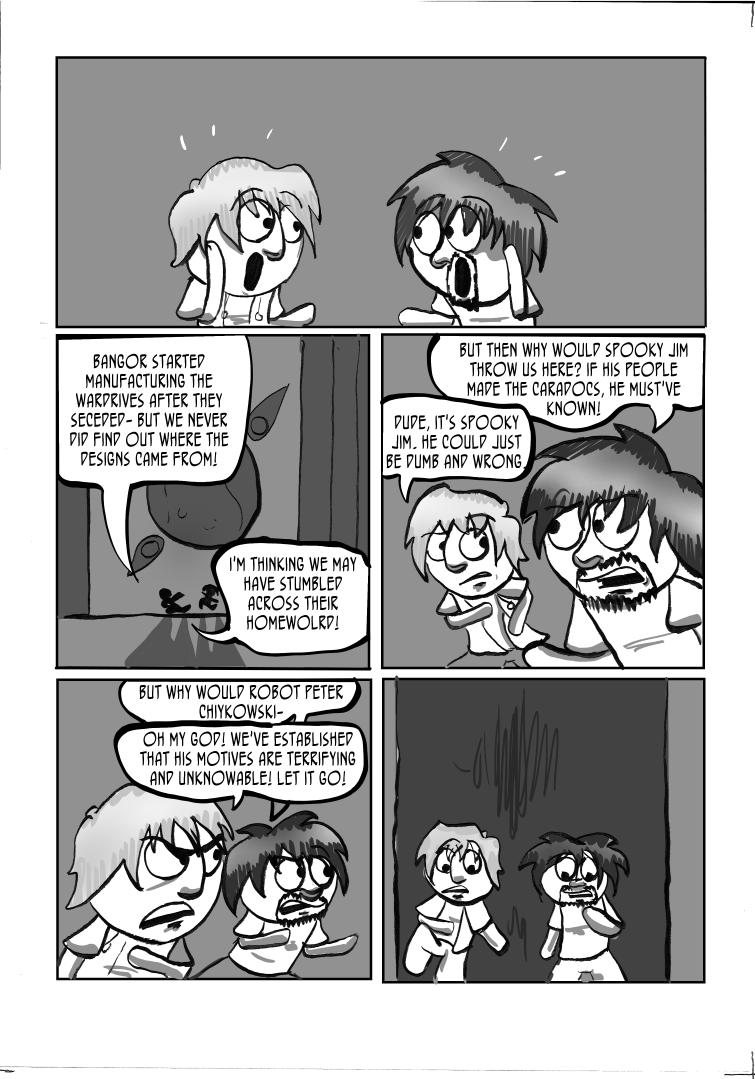 BANGOR STARTED
MANUFACTURING THE
WARDRIVES AFTER THEY
SECEDED- BUT WE NEVER
DID FIND OUT WHERE THE
DESIGNS CAME FROM!
I'M THINKING WE MAY
HAVE STUMBLED
ACROSS THEIR
HOMEWOLRD!
BUT THEN WHY WOULD SPOOKY JIM
THROW US HERE? IF HIS PEOPLE
MADE THE CARADOCS, HE MUST'VE
KNOWN!
DUDE, IT'S SPOOKY
JIM. HE COULD JUST
BE DUMB AND WRONG
BUT WHY WOULD ROBOT PETER
CHIYKOWSKI-
OH MY GOD! WE'VE ESTABLISHED
THAT HIS MOTIVES ARE TERRIFYING
AND UNKNOWABLE! LET IT GO!